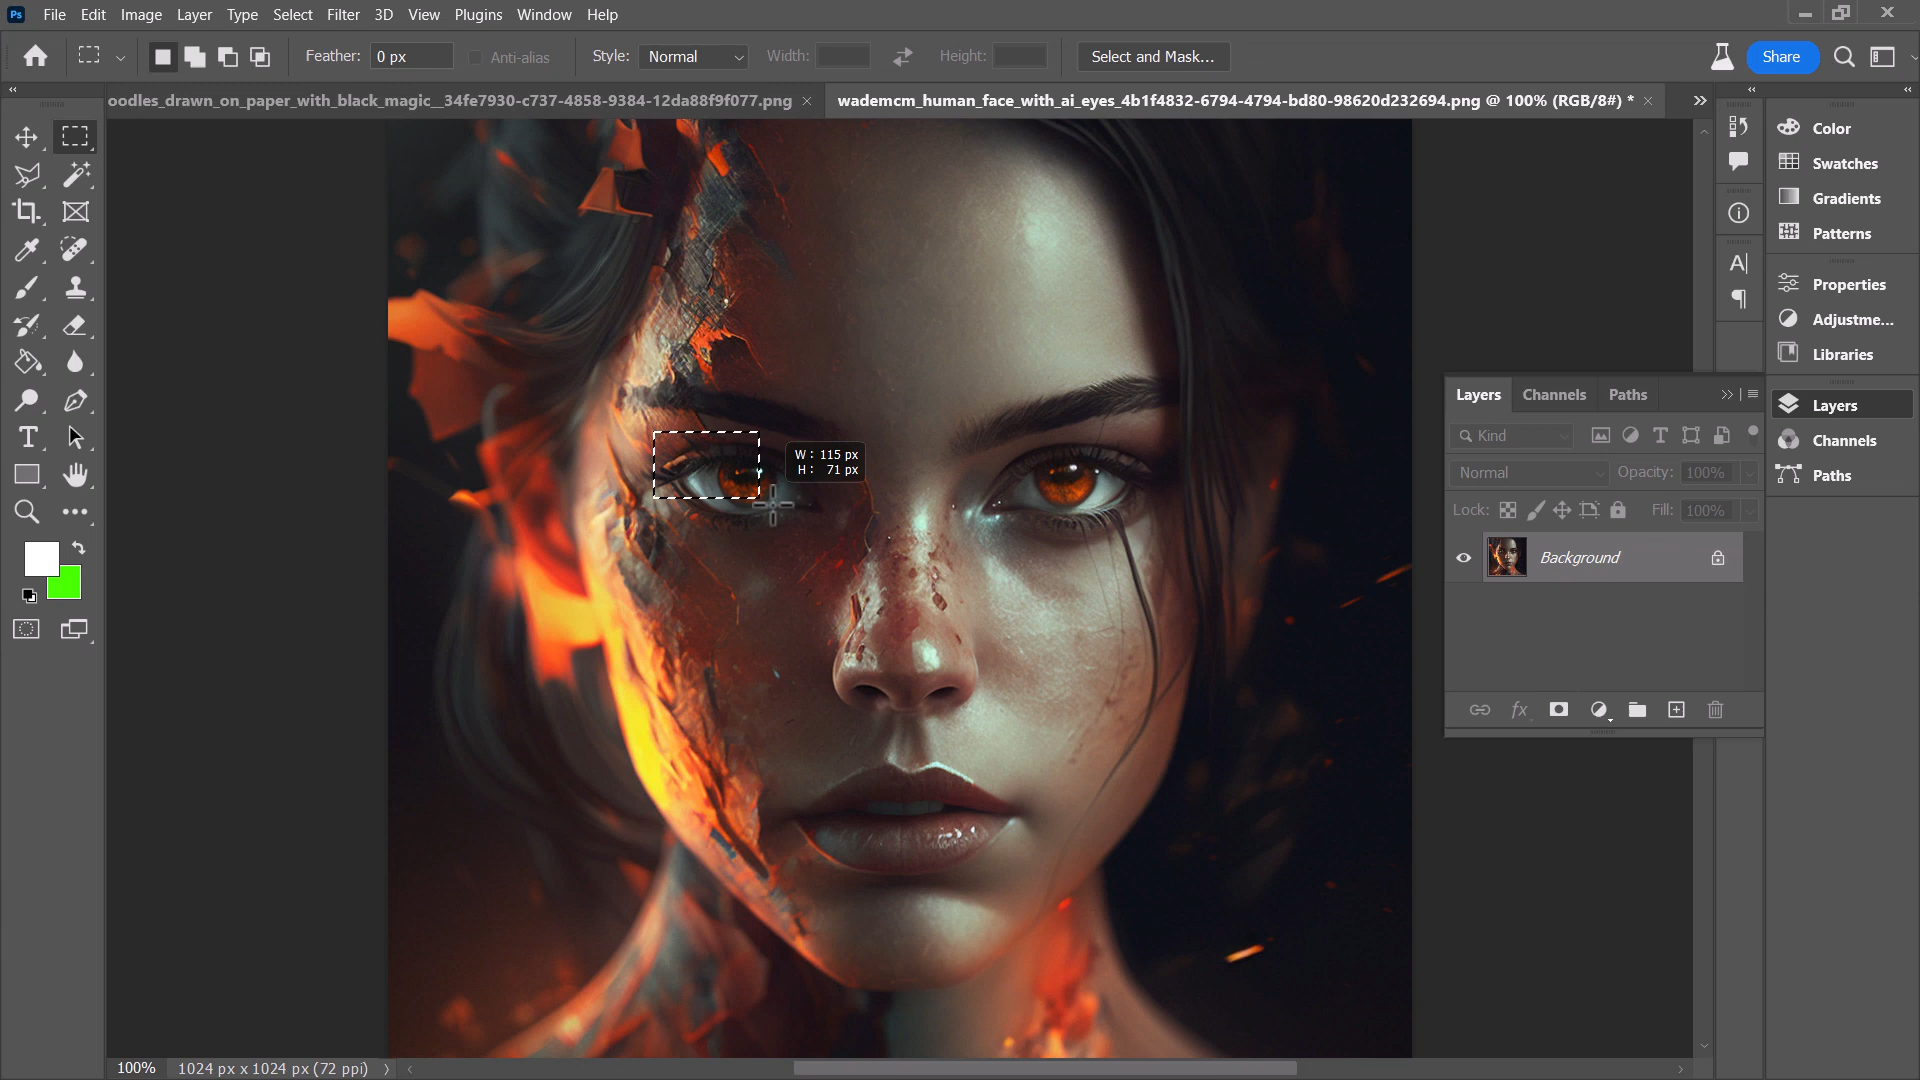 Ps File Edit Image Layer Type Select Filter 3D View Plugins Window Help
Feather: 0 px Anti-alias Style: Normal Width: Height: Select and Mask... Share
oodles_drawn_on_paper_with_black_magic__34fe7930-c737-4858-9384-12da88f9f077.png
wademcm_human_face_with_ai_eyes_4b1f4832-6794-4794-bd80-98620d232694.png @ 100% (RGB/8#) *
Color
Swatches
Gradients
Patterns
Properties
Adjustme...
Libraries
Layers
Channels
Paths
W: 115 px
H: 71 px
Layers Channels Paths
Kind
Normal Opacity: 100%
Lock: Fill: 100%
Background
fx
100% 1024 px x 1024 px (72 ppi)